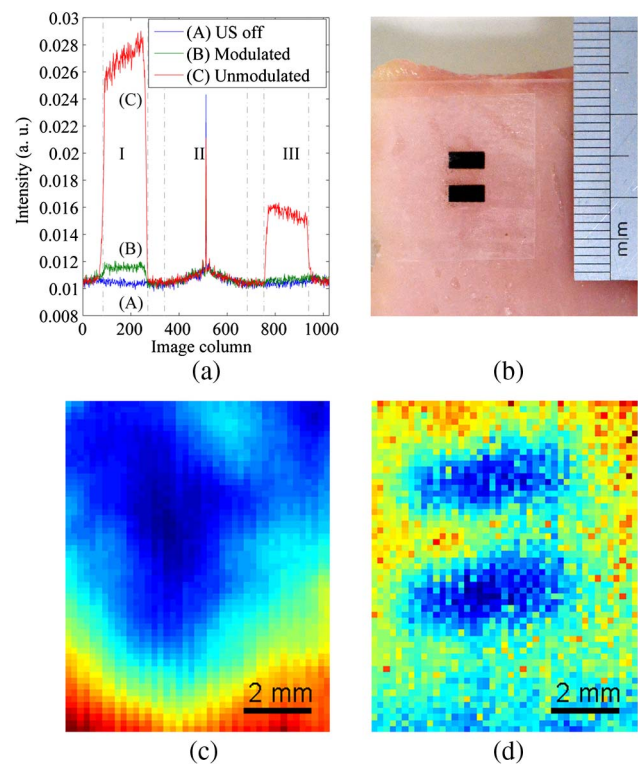 0.03
0.028
0.026
0.024
0.022
0.02
0.018
0.016
0.014
0.012
0.01
0.008
Intensity (a. u.)
(A) US off
(B) Modulated
(C) Unmodulated
(C)
I
II
III
(B)
(A)
0 200 400 600 800 1000
Image column
(a)
mm
(b)
2 mm
(c)
2 mm
(d)